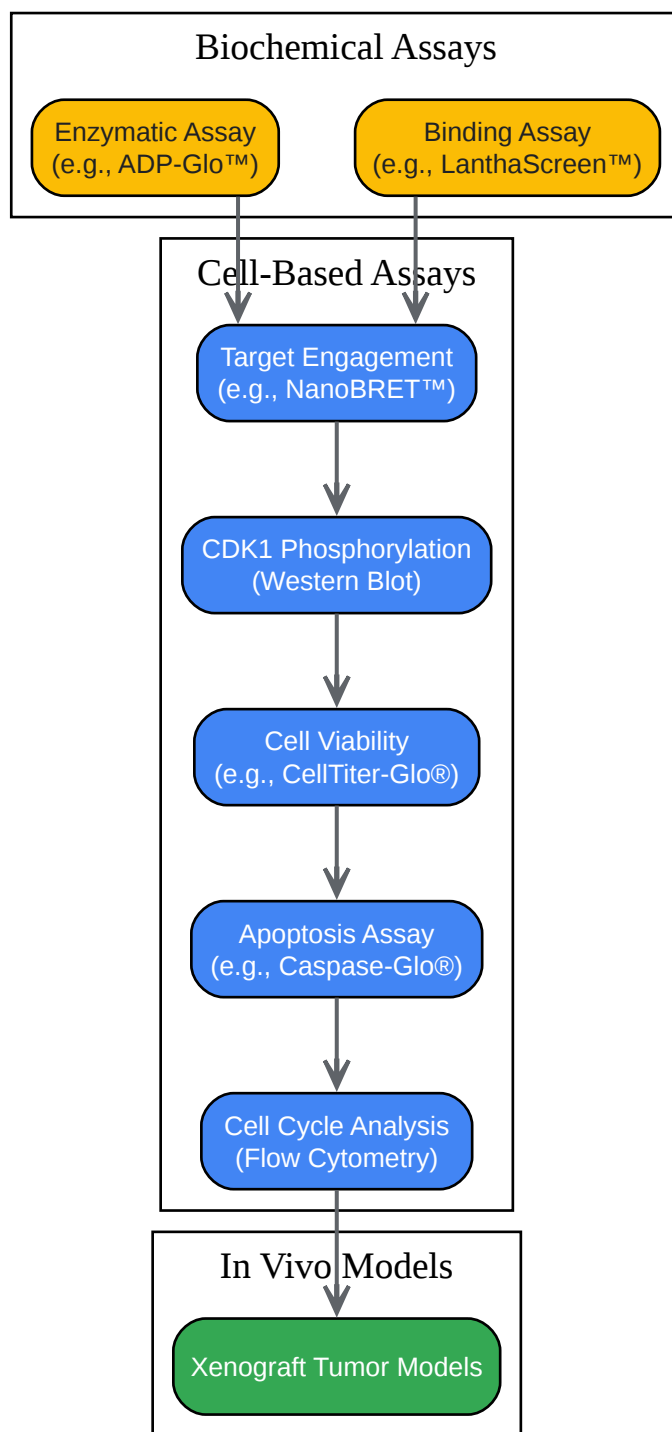 Biochemical Assays
Enzymatic Assay
(e.g., ADP-Glo™)
Binding Assay
(e.g., LanthaScreen™)
Cell-Based Assays
Target Engagement
(e.g., NanoBRET™)
CDK1 Phosphorylation
(Western Blot)
Cell Viability
(e.g., CellTiter-Glo®)
Apoptosis Assay
(e.g., Caspase-Glo®)
Cell Cycle Analysis
(Flow Cytometry)
In Vivo Models
Xenograft Tumor Models